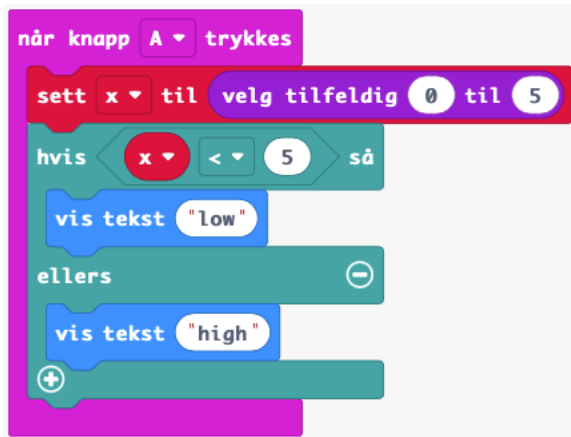 når knapp A trykkes
sett x til velg tilfeldig 0 til 5
hvis x < 5 så
vis tekst "low"
ellers
vis tekst "high"